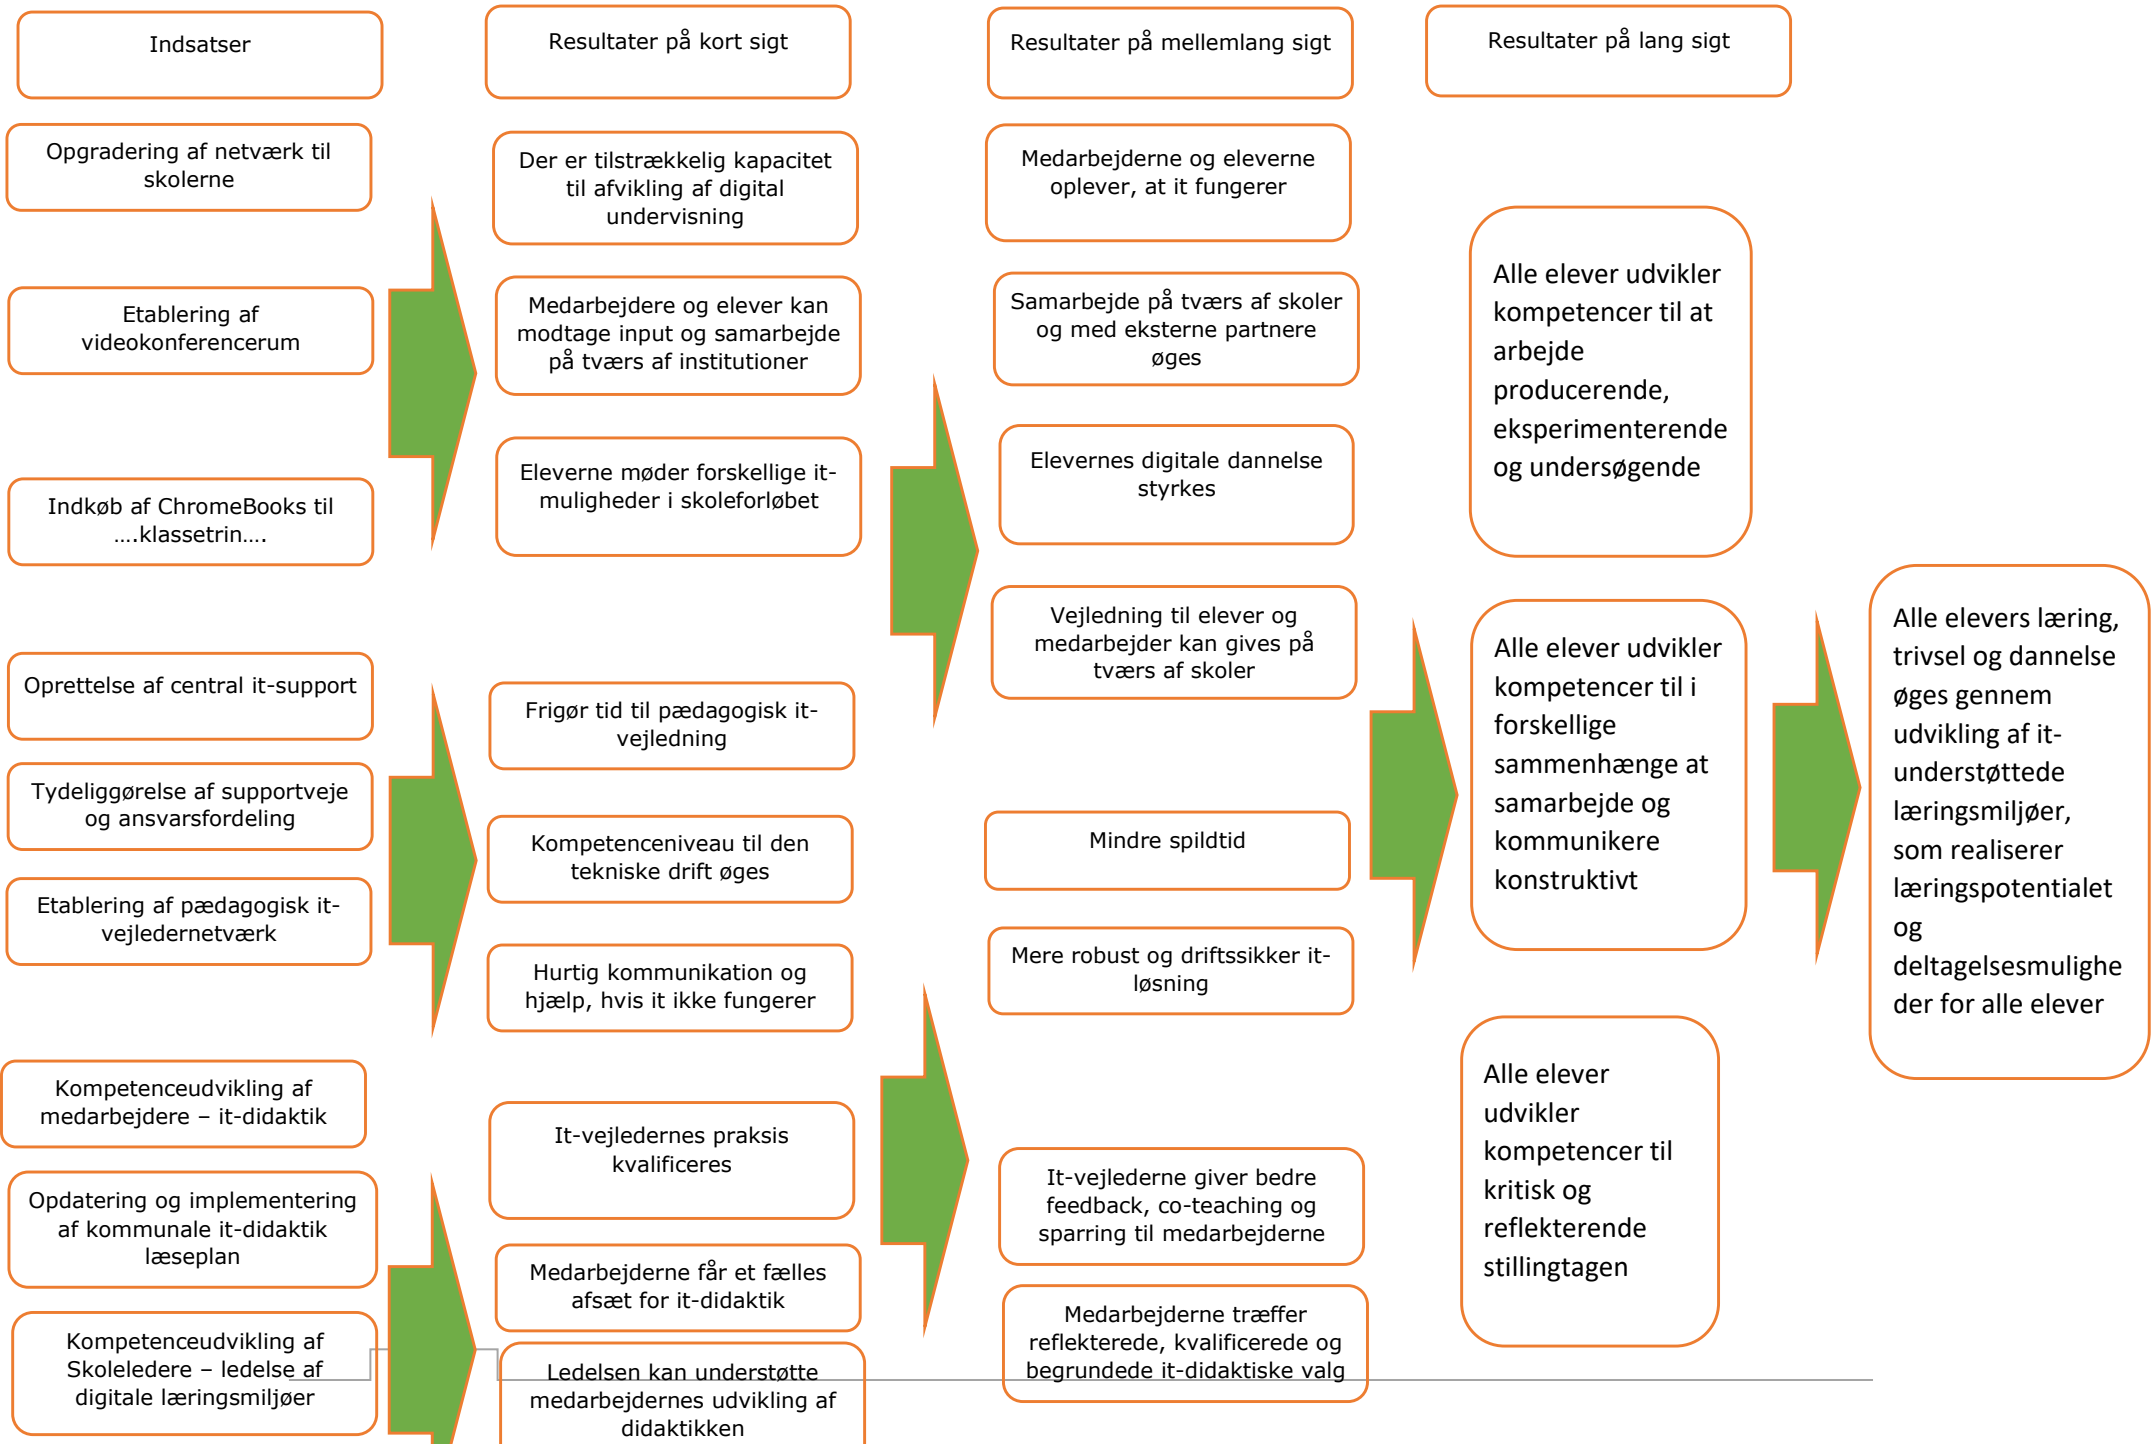 Indsatser
Resultater på kort sigt
Resultater på mellemlang sigt
Resultater på lang sigt
Opgradering af netværk til
skolerne
Etablering af
videokonferencerum
Indkøb af ChromeBooks til
….klassetrin….
Oprettelse af central it-support
Tydeliggørelse af supportveje
og ansvarsfordeling
Etablering af pædagogisk it-
vejledernetværk
Kompetenceudvikling af
medarbejdere – it-didaktik
Opdatering og implementering
af kommunale it-didaktik
læseplan
Kompetenceudvikling af
Skoleledere – ledelse af
digitale læringsmiljøer
Der er tilstrækkelig kapacitet
til afvikling af digital
undervisning
Medarbejdere og elever kan
modtage input og samarbejde
på tværs af institutioner
Eleverne møder forskellige it-
muligheder i skoleforløbet
Frigør tid til pædagogisk it-
vejledning
Kompetenceniveau til den
tekniske drift øges
Hurtig kommunikation og
hjælp, hvis it ikke fungerer
It-vejledernes praksis
kvalificeres
Medarbejderne får et fælles
afsæt for it-didaktik
Ledelsen kan understøtte
medarbejdernes udvikling af
didaktikken
Medarbejderne og eleverne
oplever, at it fungerer
Samarbejde på tværs af skoler
og med eksterne partnere
øges
Elevernes digitale dannelse
styrkes
Vejledning til elever og
medarbejder kan gives på
tværs af skoler
Mindre spildtid
Mere robust og driftssikker it-
løsning
It-vejlederne giver bedre
feedback, co-teaching og
sparring til medarbejderne
Medarbejderne træffer
reflekterede, kvalificerede og
begrundede it-didaktiske valg
Alle elever udvikler
kompetencer til at
arbejde
producerende,
eksperimenterende
og undersøgende
Alle elever udvikler
kompetencer til i
forskellige
sammenhænge at
samarbejde og
kommunikere
konstruktivt
Alle elever
udvikler
kompetencer til
kritisk og
reflekterende
stillingtagen
Alle elevers læring,
trivsel og dannelse
øges gennem
udvikling af it-
understøttede
læringsmiljøer,
som realiserer
læringspotentialet
og
deltagelsesmulighe
der for alle elever